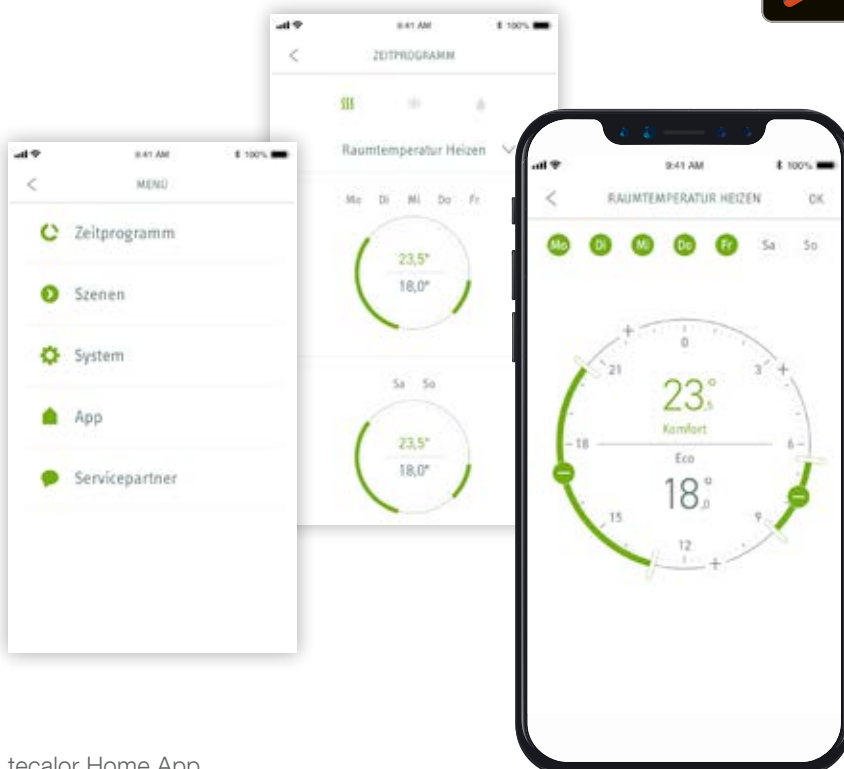 9:41 AM
100%
MENÜ
Zeitprogramm
Szenen
System
App
Servicepartner
9:41 AM
100%
ZEITPROGRAMM
Raumtemperatur Heizen
Mo Di Mi Do Fr
23,5°
18,0°
Sa So
23,5°
18,0°
9:41 AM
100%
RAUMTEMPERATUR HEIZEN OK
Mo Di Mi Do Fr Sa So
0
21 3
23,5°
Komfort
18 6
Eco
18,0°
15 9
12
tecalor Home App